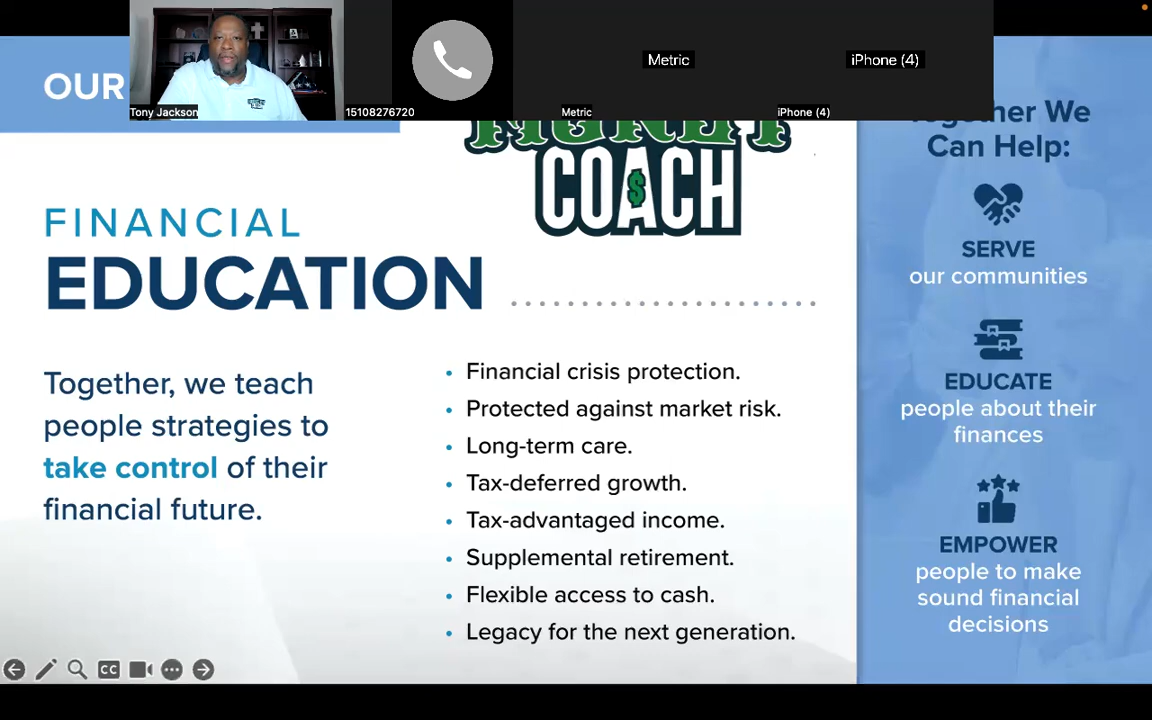 OUR
Tony Jackson
15108276720
Metric
Metric
iPhone (4)
iPhone (4)
COACH
$
FINANCIAL
EDUCATION
Together, we teach
people strategies to
take control of their
financial future.
• Financial crisis protection.
• Protected against market risk.
• Long-term care.
• Tax-deferred growth.
• Tax-advantaged income.
• Supplemental retirement.
• Flexible access to cash.
• Legacy for the next generation.
We
Can Help:
SERVE
our communities
EDUCATE
people about their
finances
EMPOWER
people to make
sound financial
decisions
CC